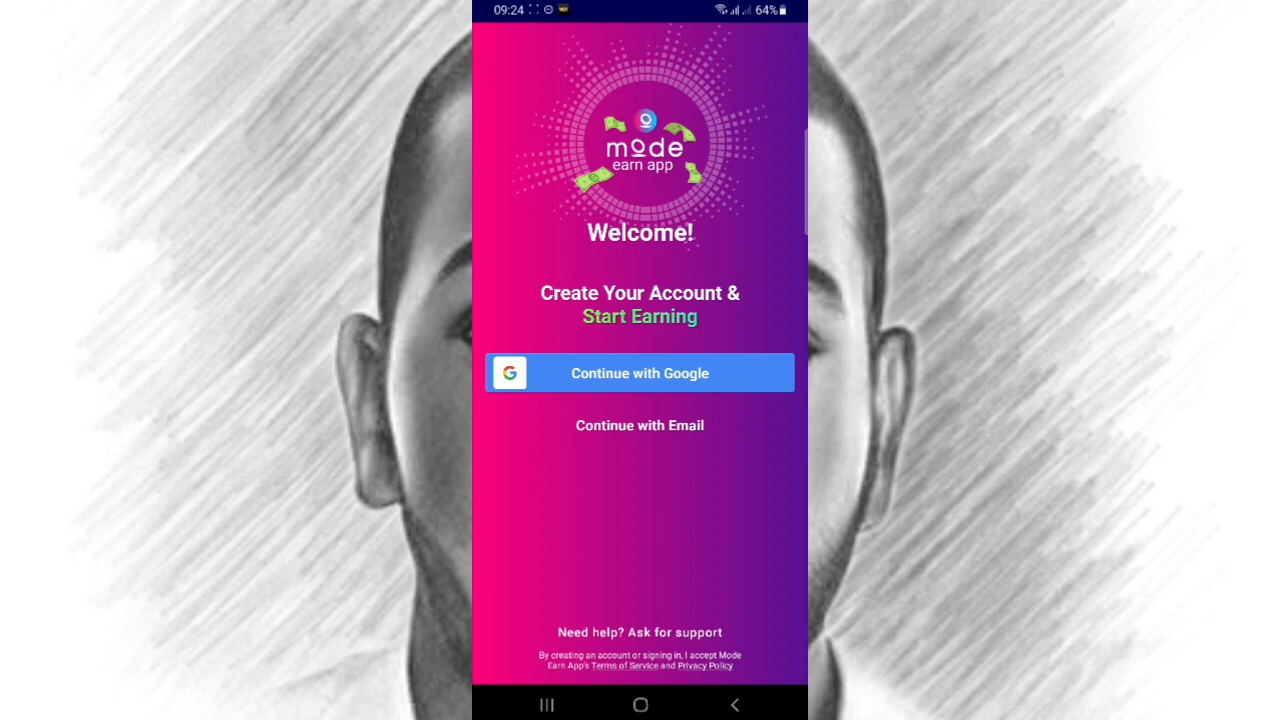 09:24
64%
mode
earn app
Welcome!
Create Your Account &
Start Earning
G
Continue with Google
Continue with Email
Need help? Ask for support
By creating an account or signing in, I accept Mode
Earn App's Terms of Service and Privacy Policy